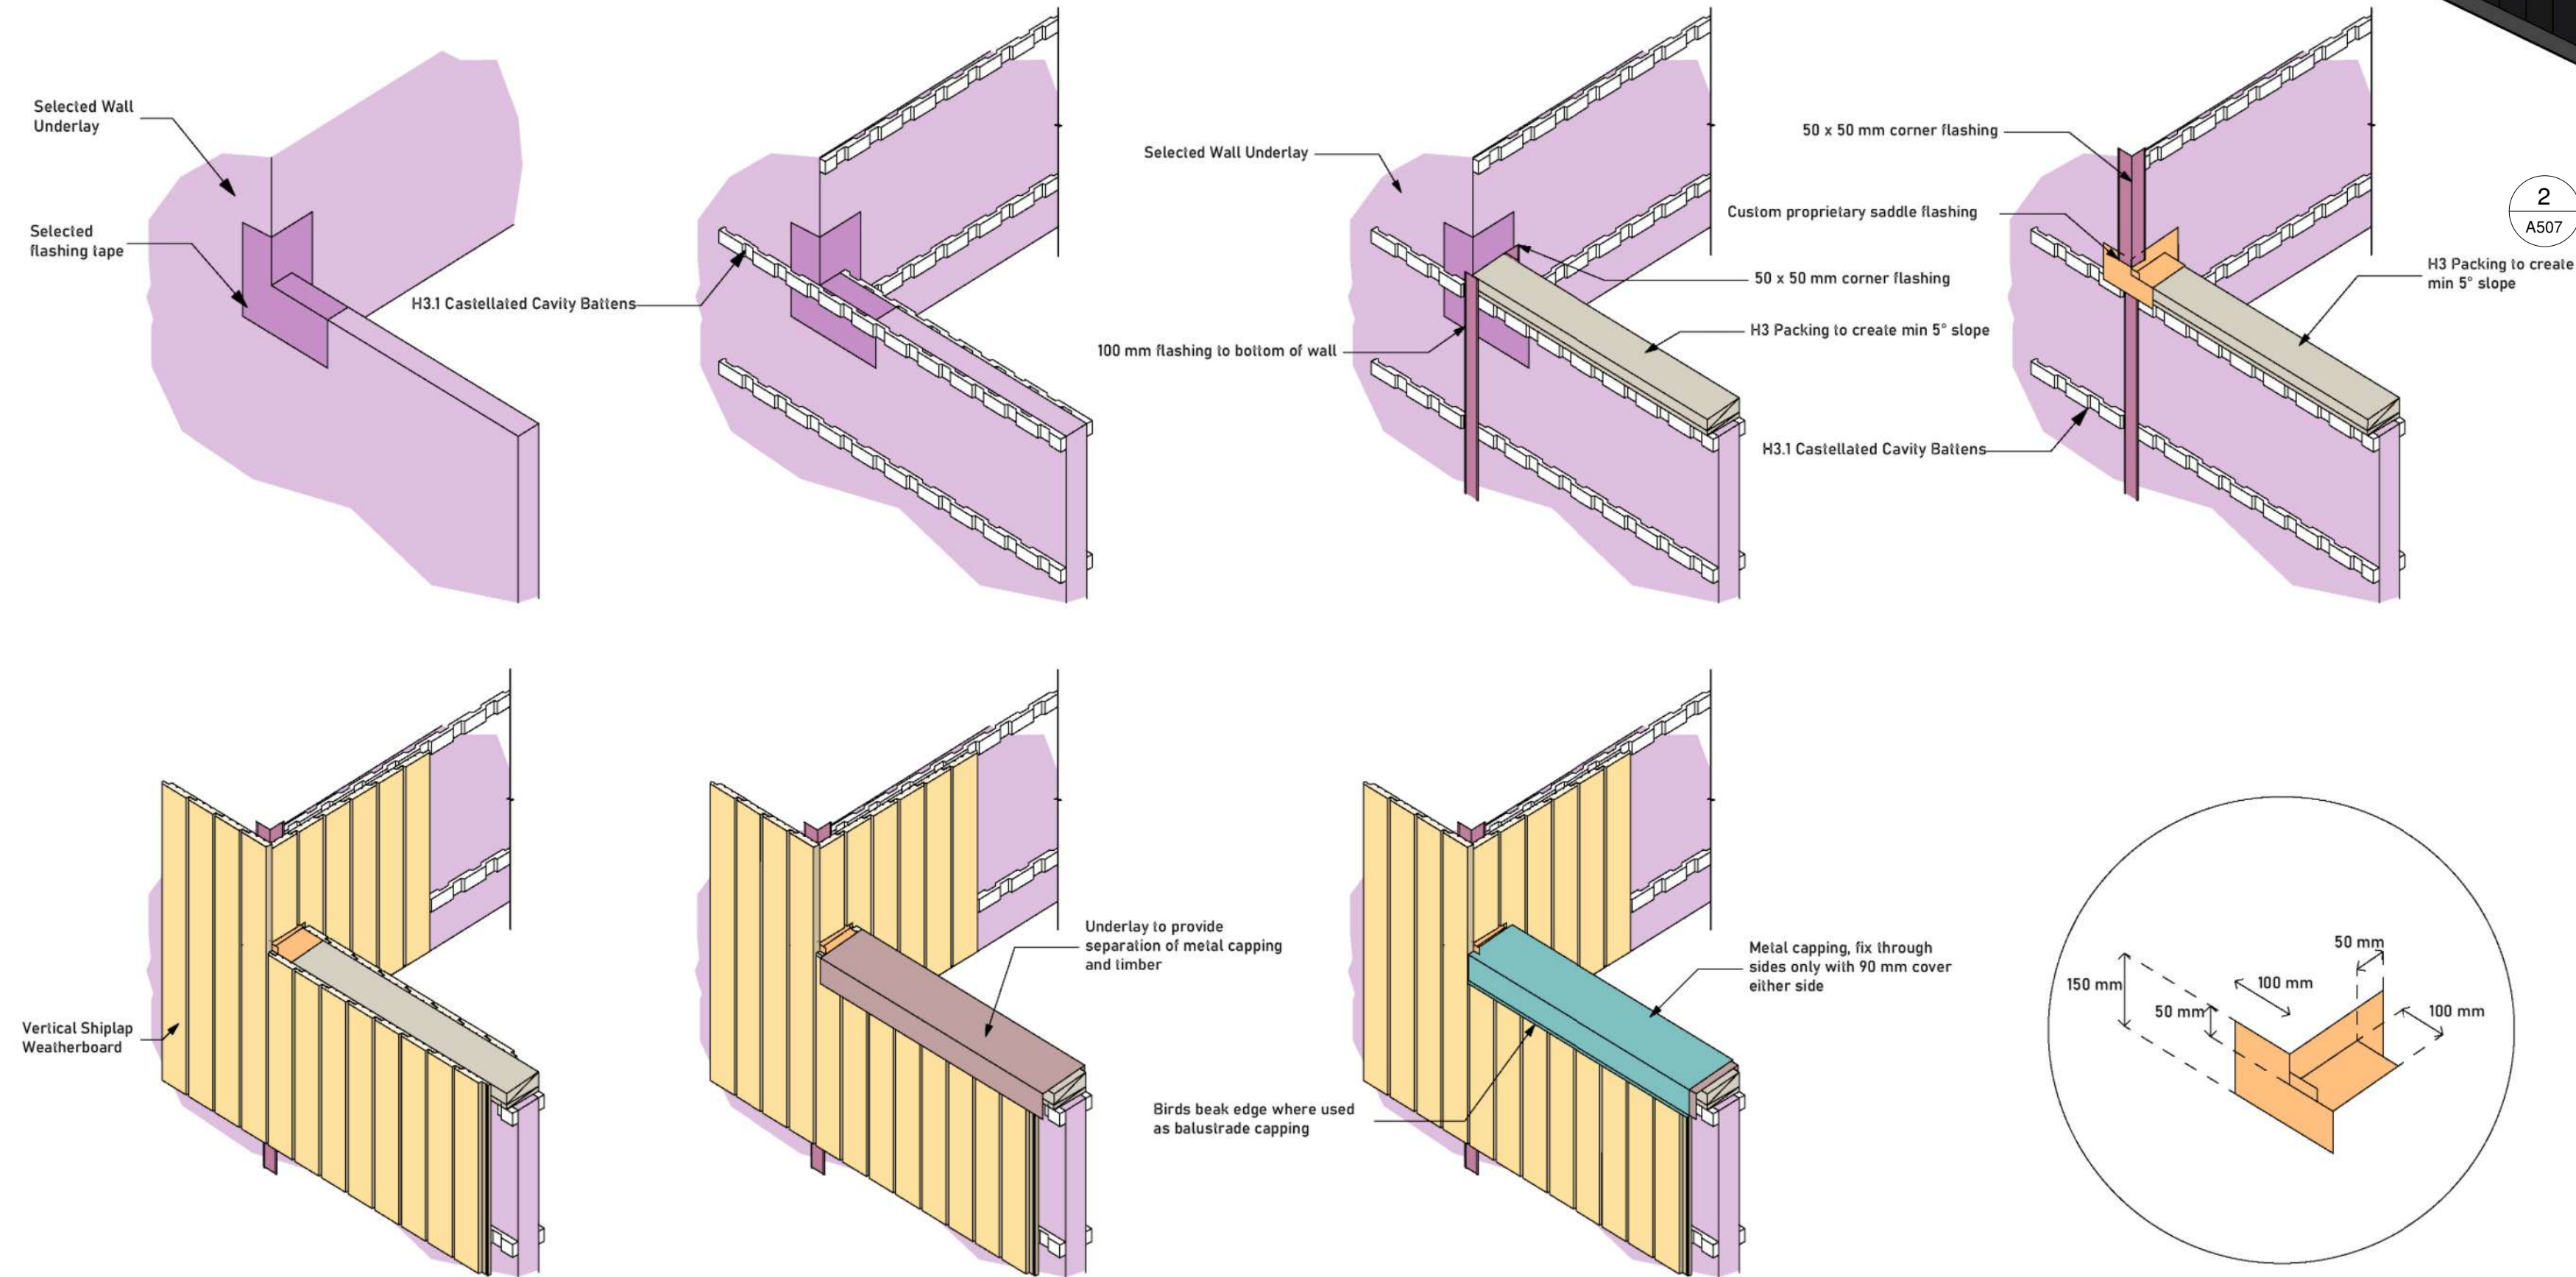 Selected Wall
Underlay
Selected
flashing tape
H3.1 Castellated Cavity Battens
Selected Wall Underlay
50 x 50 mm corner flashing
H3 Packing to create min 5° slope
100 mm flashing to bottom of wall
50 x 50 mm corner flashing
Custom proprietary saddle flashing
H3 Packing to create
min 5° slope
H3.1 Castellated Cavity Battens
2
A507
Vertical Shiplap
Weatherboard
Underlay to provide
separation of metal capping
and timber
Metal capping, fix through
sides only with 90 mm cover
either side
Birds beak edge where used
as balustrade capping
150 mm
50 mm
100 mm
50 mm
100 mm